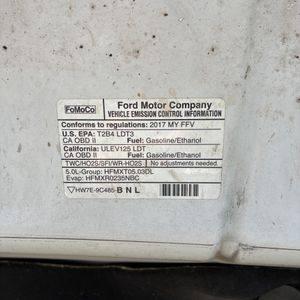 FoMoCo
Ford Motor Company
VEHICLE EMISSION CONTROL INFORMATION
Conforms to regulations: 2017 MY FFV
U.S. EPA: T2B4 LDT3
CA OBD II Fuel: Gasoline/Ethanol
California: ULEV125 LDT
CA OBD II Fuel: Gasoline/Ethanol
TWC/HO2S/SFI/WR-HO2S No adjustments needed.
5.0L-Group: HFMXT05.03DL
Evap: HFMXR0235NBC
HW7E-9C485-BNL